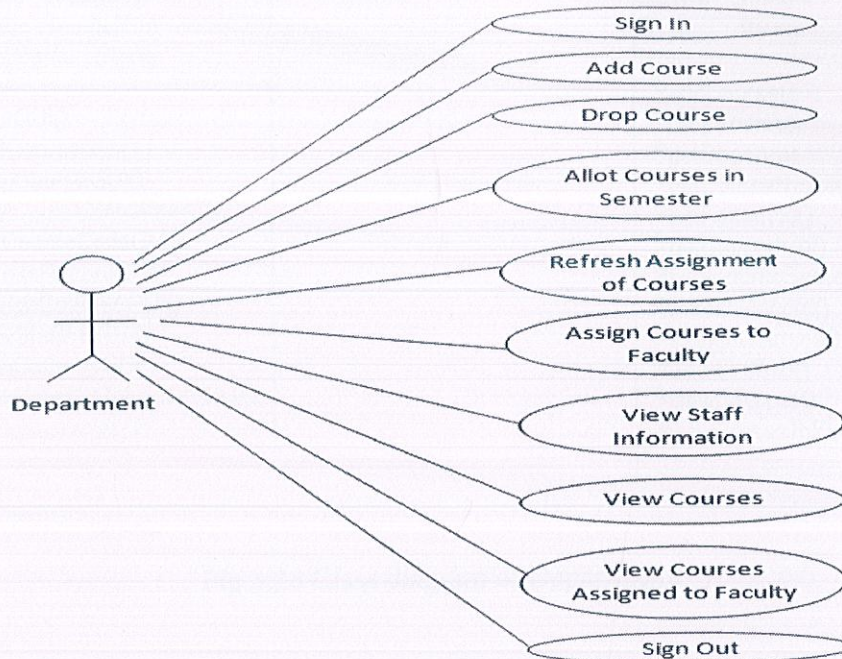 Sign In
Add Course
Drop Course
Allot Courses in
Semester
Refresh Assignment
of Courses
Assign Courses to
Faculty
Department
View Staff
Information
View Courses
View Courses
Assigned to Faculty
Sign Out